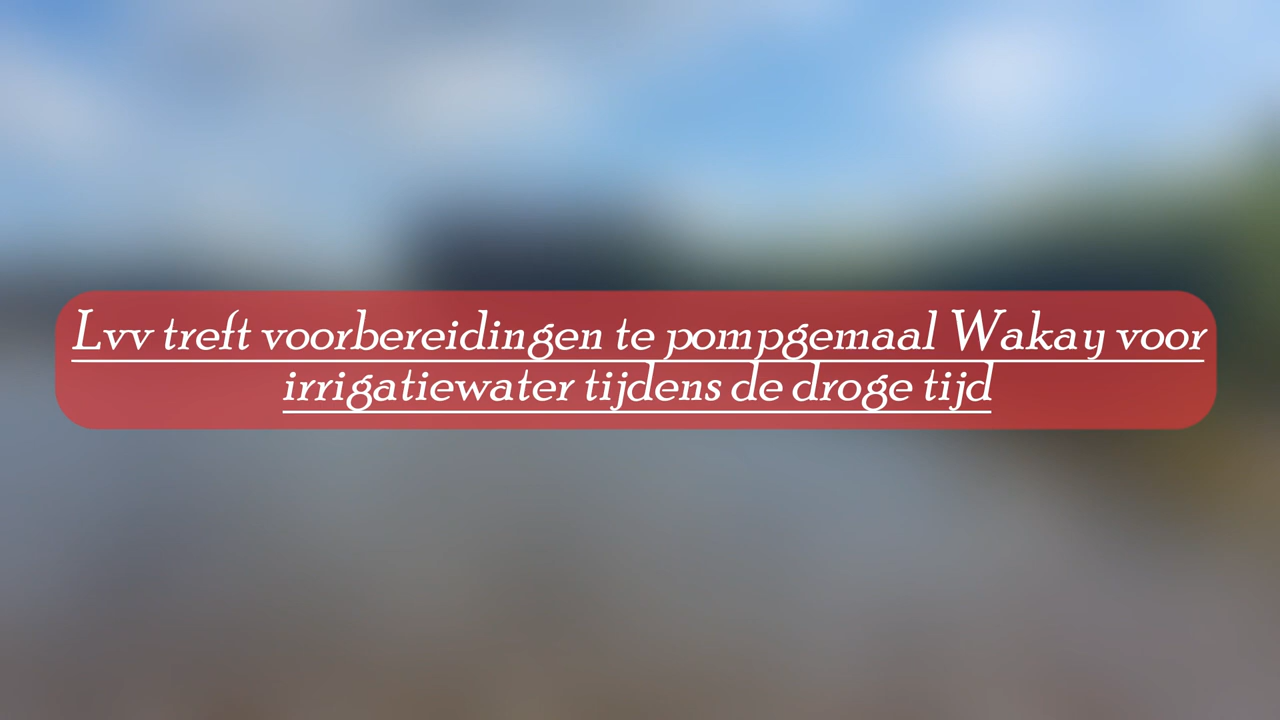 Lvv treft voorbereidingen te pompgemaal Wakay voor
irrigatiewater tijdens de droge tijd